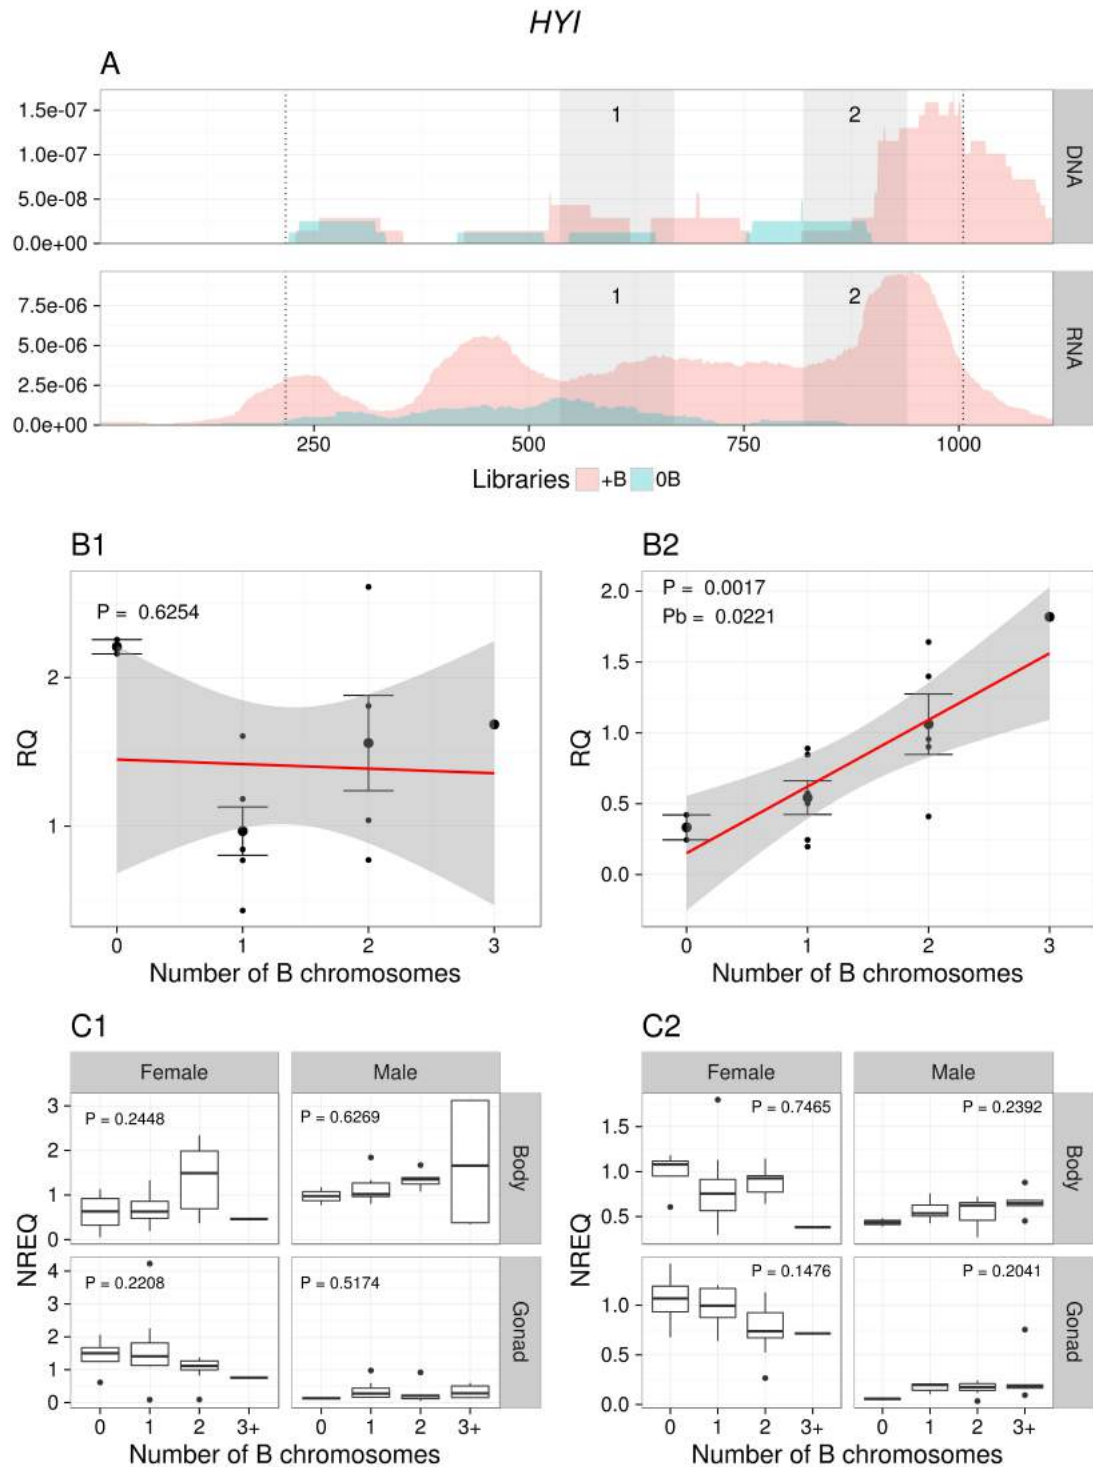 HYI
A
1.5e-07
1.0e-07
5.0e-08
0.0e+00
1
2
DNA
7.5e-06
5.0e-06
2.5e-06
0.0e+00
1
2
RNA
250 500 750 1000
Libraries +B 0B
B1
P = 0.6254
RQ
2
1
0 1 2 3
Number of B chromosomes
B2
P = 0.0017
Pb = 0.0221
RQ
2.0
1.5
1.0
0.5
0.0
0 1 2 3
Number of B chromosomes
C1
Female Male
P = 0.2448
P = 0.6269
Body
3
2
1
0
NREQ
P = 0.2208
P = 0.5174
Gonad
4
3
2
1
0
0 1 2 3+ 0 1 2 3+
Number of B chromosomes
C2
Female Male
P = 0.7465
P = 0.2392
Body
1.5
1.0
0.5
NREQ
P = 0.1476
P = 0.2041
Gonad
1.0
0.5
0.0
0 1 2 3+ 0 1 2 3+
Number of B chromosomes